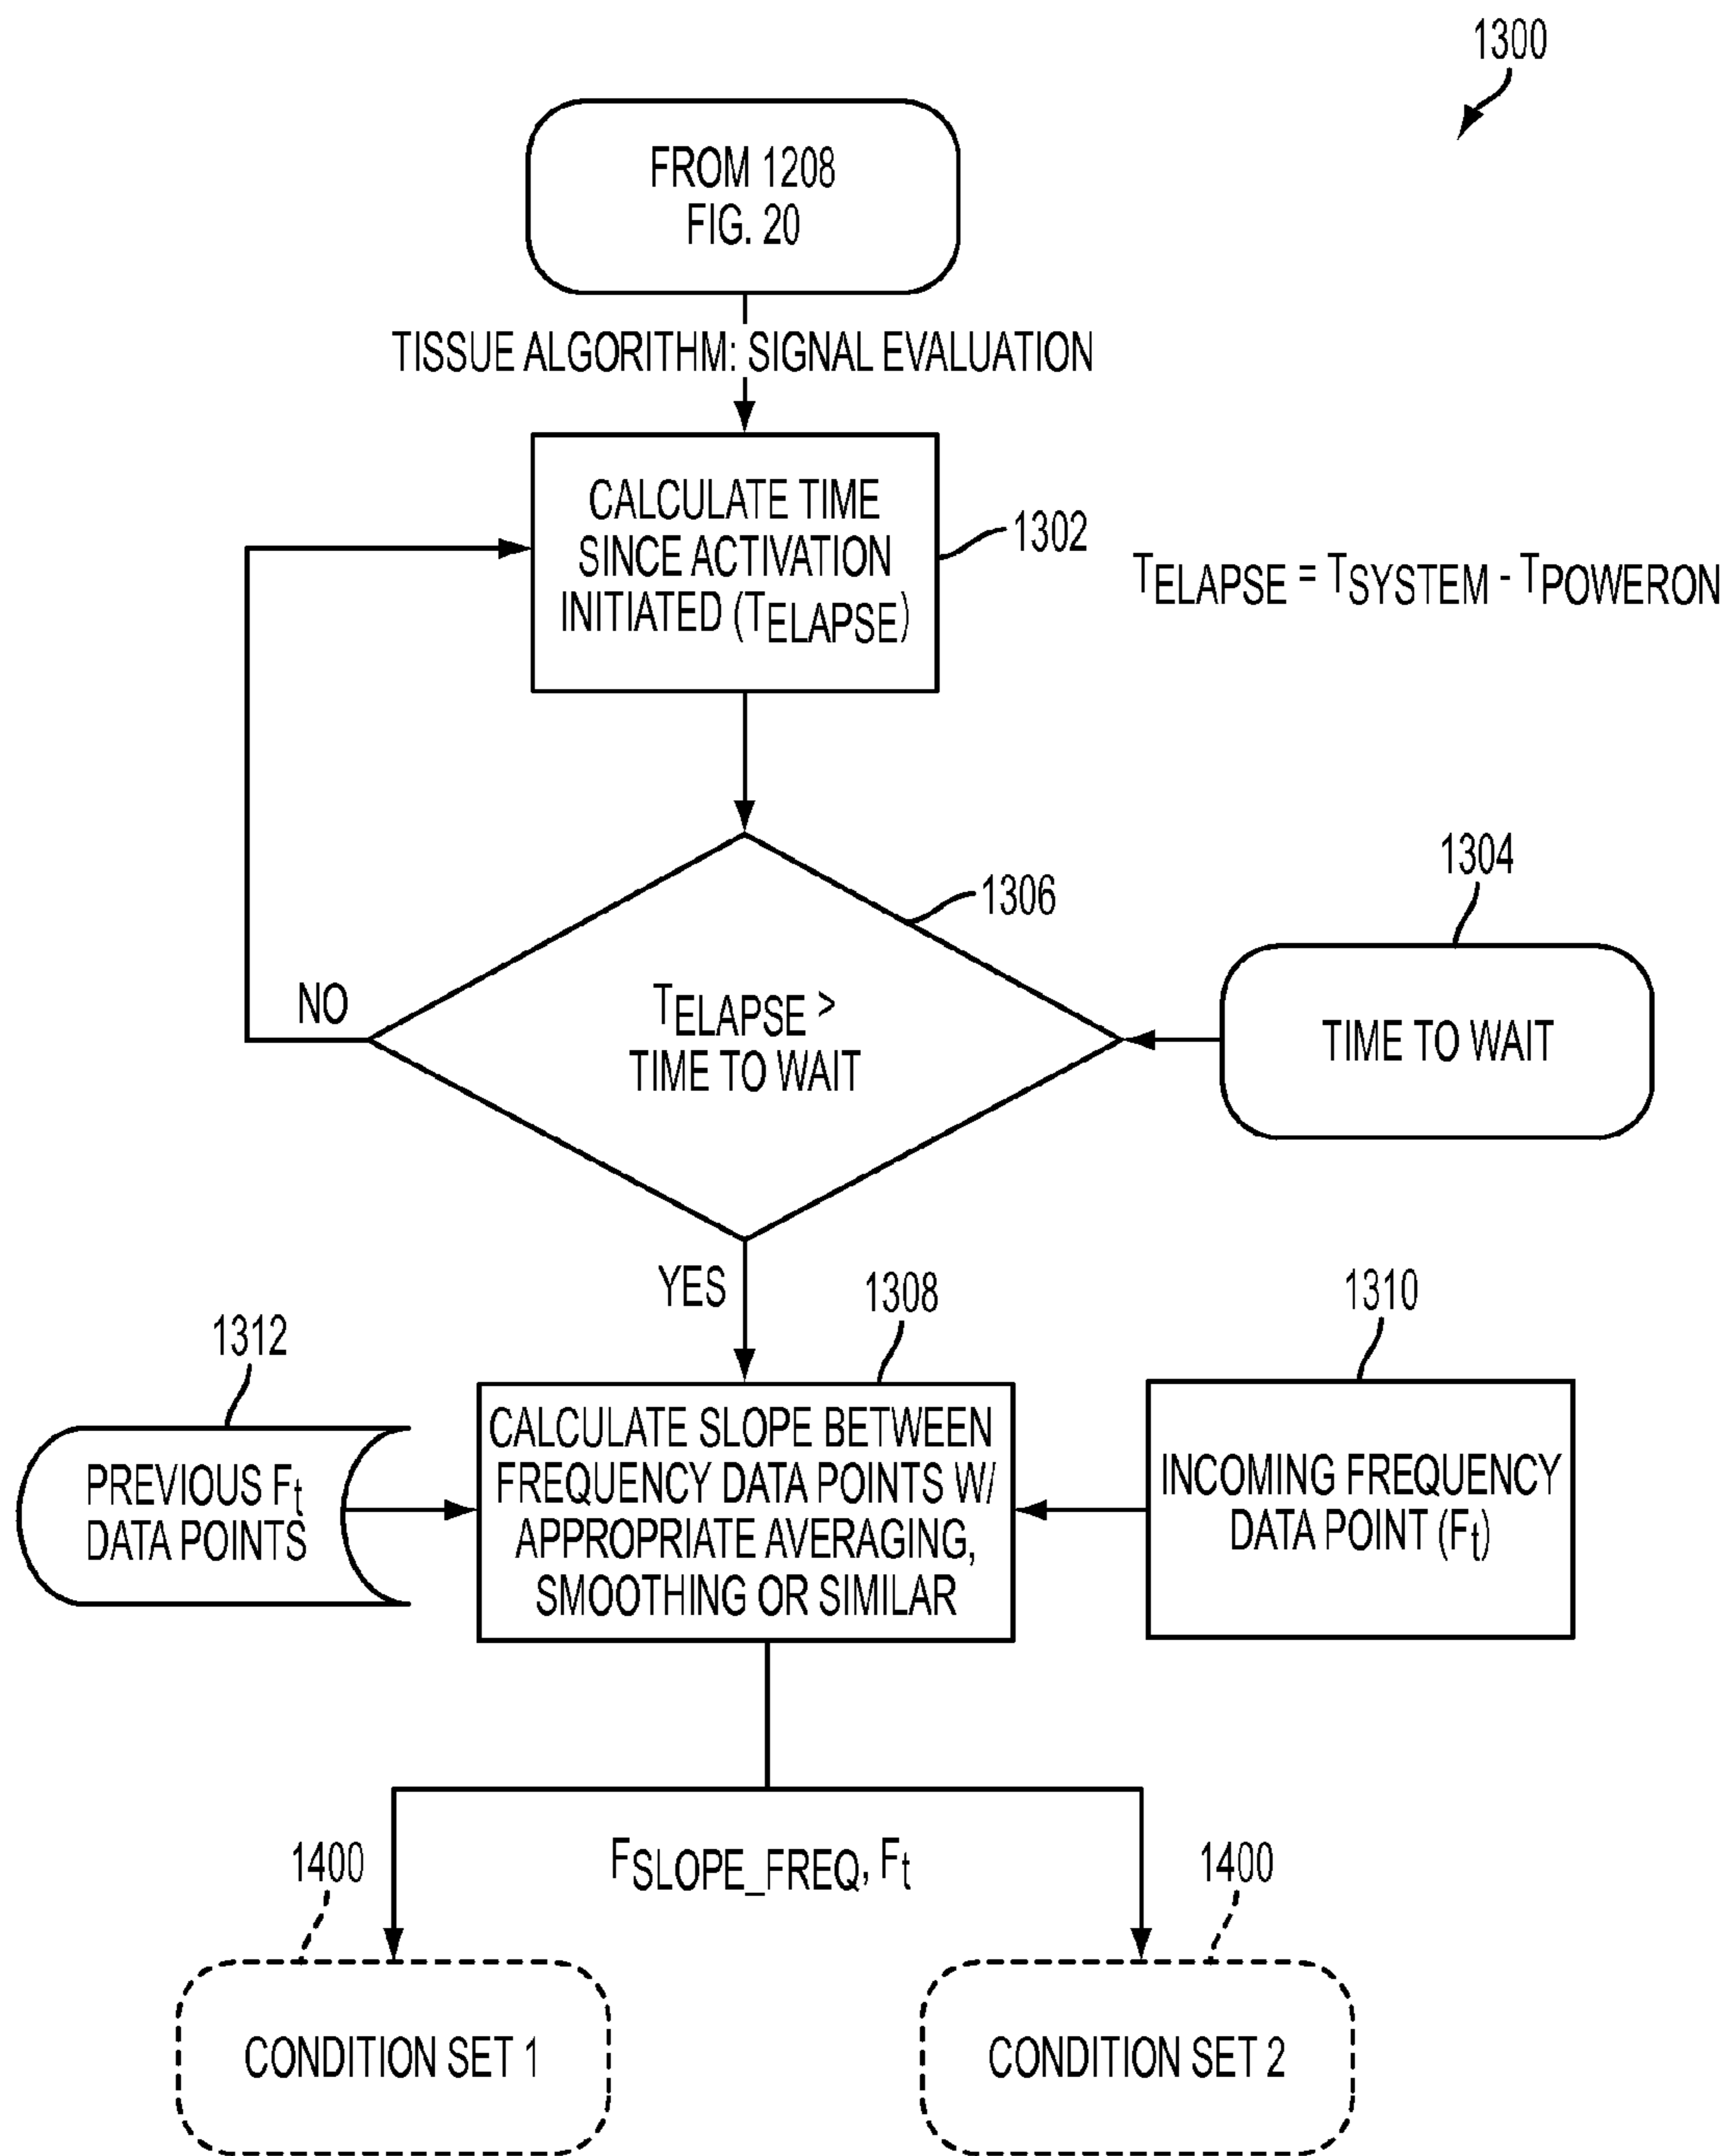 1300
FROM 1208
FIG. 20
TISSUE ALGORITHM: SIGNAL EVALUATION
CALCULATE TIME
SINCE ACTIVATION
INITIATED (TELAPSE)
1302
TELAPSE = TSYSTEM - TPOWERON
1306
1304
NO
TELAPSE >
TIME TO WAIT
TIME TO WAIT
YES
1308
1310
1312
PREVIOUS Ft
DATA POINTS
CALCULATE SLOPE BETWEEN
FREQUENCY DATA POINTS W/
APPROPRIATE AVERAGING,
SMOOTHING OR SIMILAR
INCOMING FREQUENCY
DATA POINT (Ft)
1400
FSLOPE_FREQ, Ft
1400
CONDITION SET 1
CONDITION SET 2